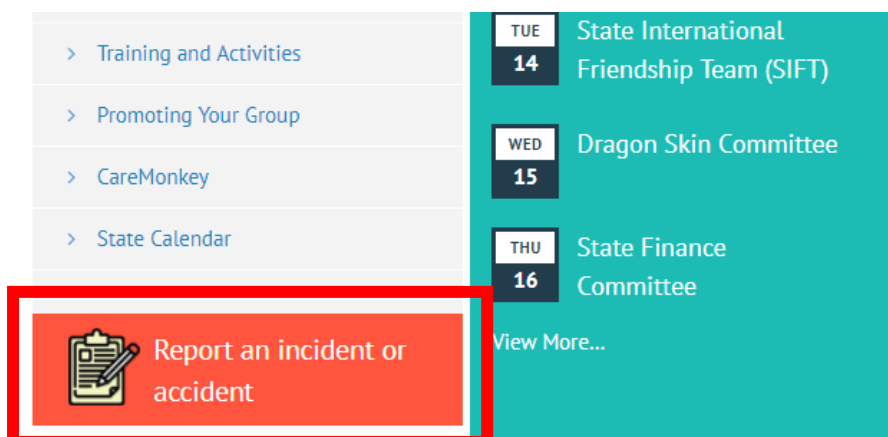 Training and Activities
Promoting Your Group
CareMonkey
State Calendar
Report an incident or
accident
TUE
14
State International
Friendship Team (SIFT)
WED
15
Dragon Skin Committee
THU
16
State Finance
Committee
View More...